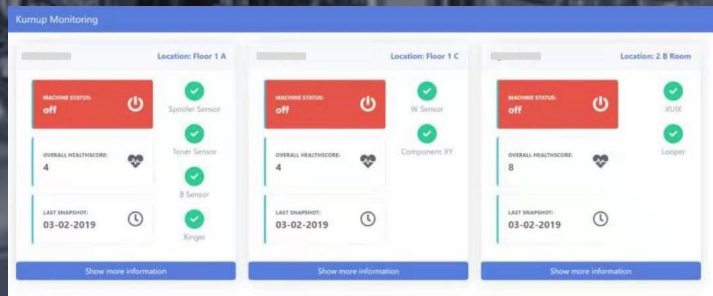 Kurnup Monitoring
Location: Floor 1 A
MACHINE STATUS:
off
OVERALL HEALTHSCORE:
4
LAST SNAPSHOT:
03-02-2019
Spooler Sensor
Toner Sensor
B Sensor
Xinger
Show more information
Location: Floor 1 C
MACHINE STATUS:
off
OVERALL HEALTHSCORE:
4
LAST SNAPSHOT:
03-02-2019
W Sensor
Component XY
Show more information
Location: 2 B Room
MACHINE STATUS:
off
OVERALL HEALTHSCORE:
8
LAST SNAPSHOT:
03-02-2019
XUIX
Looper
Show more information